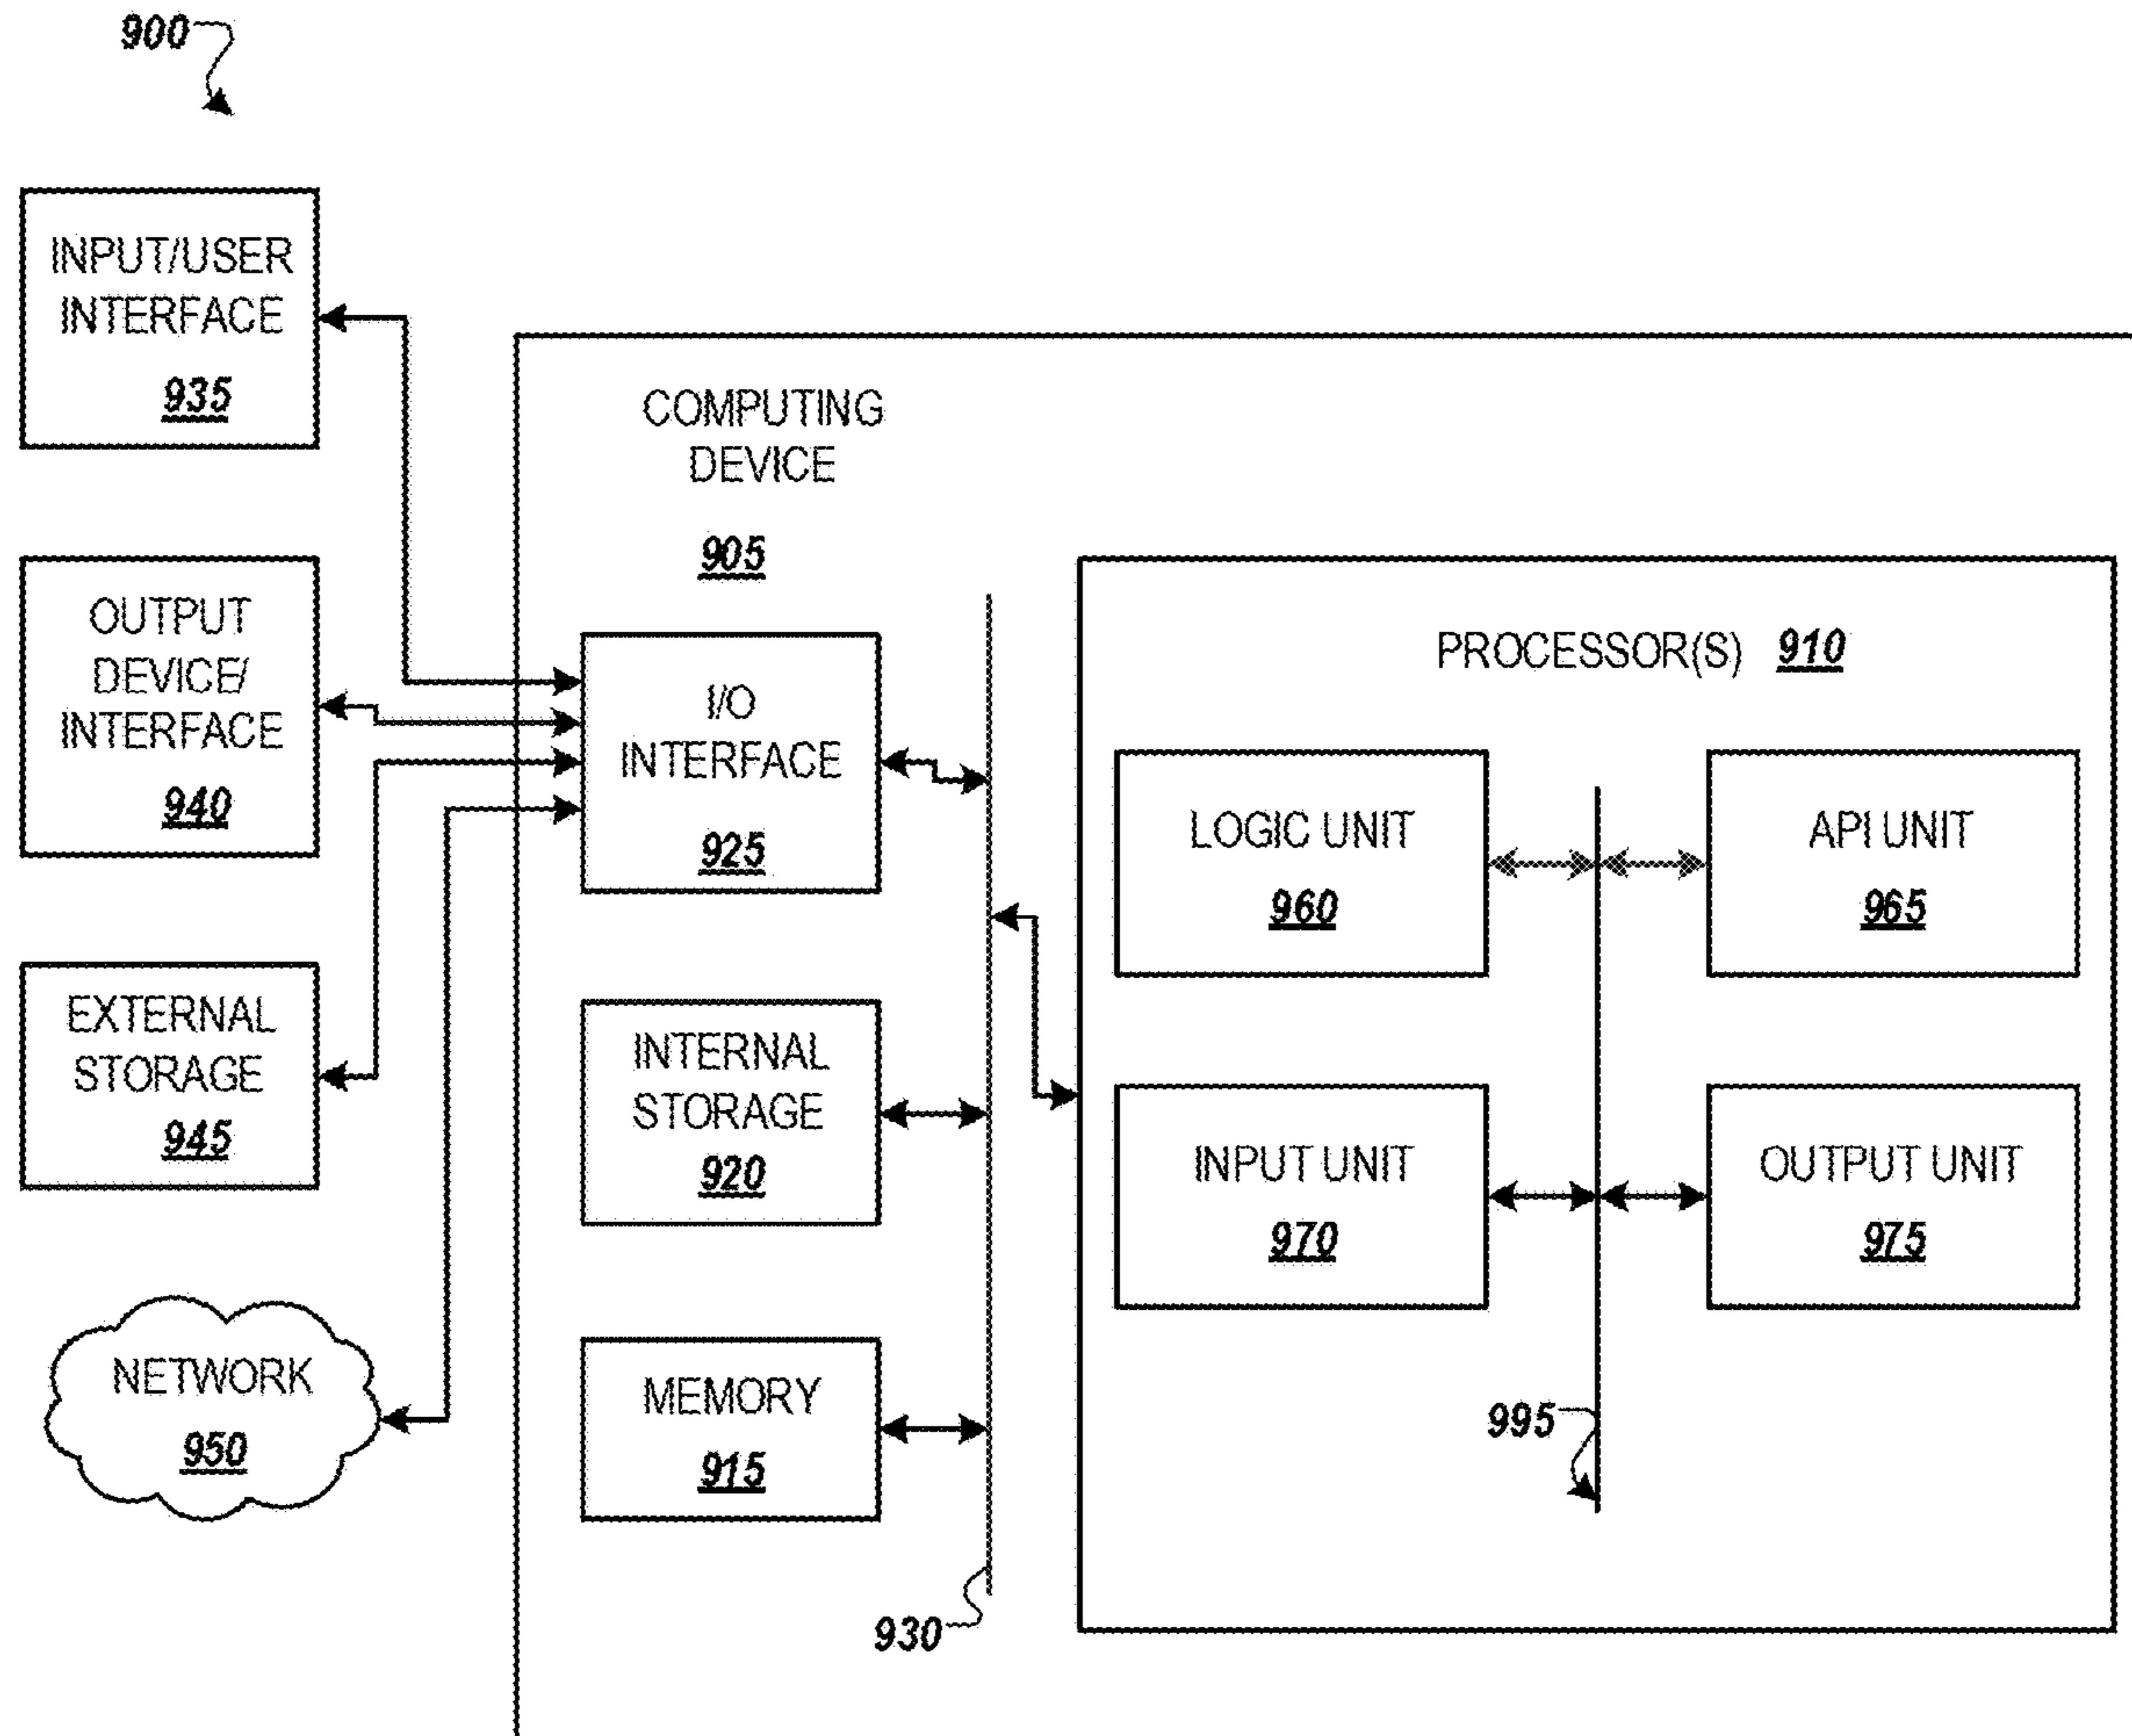 900
INPUT/USER
INTERFACE
935
OUTPUT
DEVICE/
INTERFACE
940
EXTERNAL
STORAGE
945
NETWORK
950
COMPUTING
DEVICE
905
I/O
INTERFACE
925
INTERNAL
STORAGE
920
MEMORY
915
930
PROCESSOR(S) 910
LOGIC UNIT
960
API UNIT
965
INPUT UNIT
970
OUTPUT UNIT
975
995